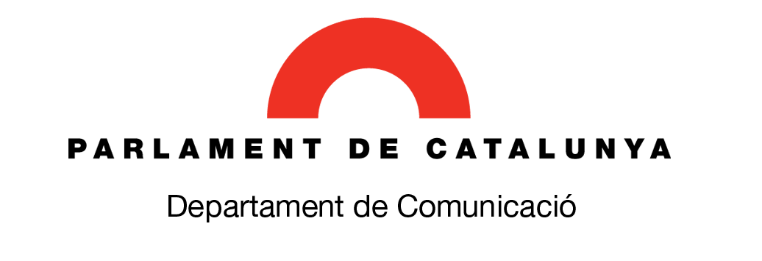 PARLAMENT DE CATALUNYA
Departament de Comunicació